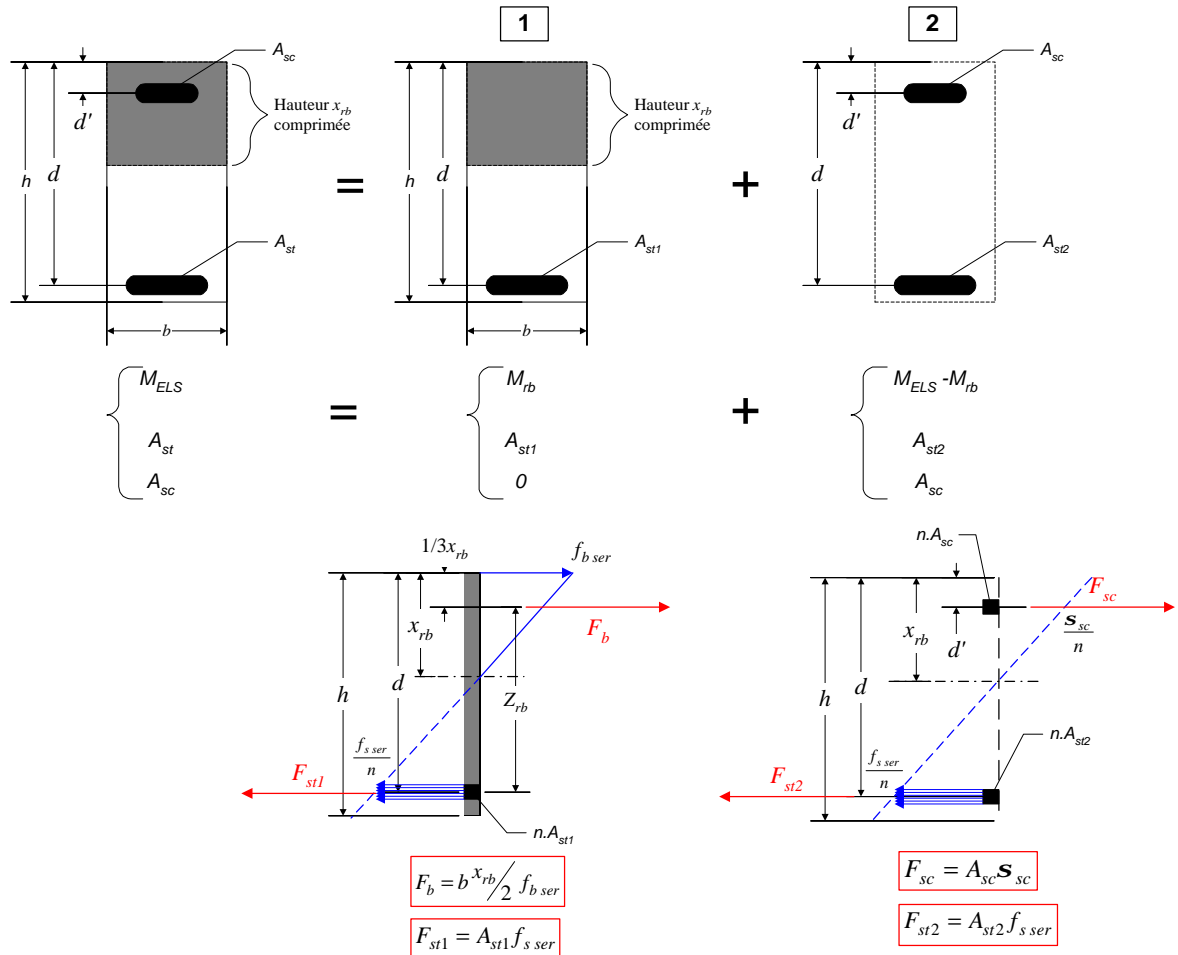 1
2
A_sc
A_sc
d'
Hauteur x_rb
comprimée
h
d
A_st
b
=
Hauteur x_rb
comprimée
h
d
A_st1
b
+
d'
d
A_st2
M_ELS
A_st
A_sc
=
M_rb
A_st1
0
+
M_ELS -M_rb
A_st2
A_sc
1/3x_rb
f_b ser
x_rb
F_b
d
h
Z_rb
f_s ser/n
F_st1
n.A_st1
F_b = b x_rb/2 f_b ser
F_st1 = A_st1 f_s ser
n.A_sc
F_sc
s_sc/n
x_rb
d'
d
h
n.A_st2
f_s ser/n
F_st2
F_sc = A_sc s_sc
F_st2 = A_st2 f_s ser